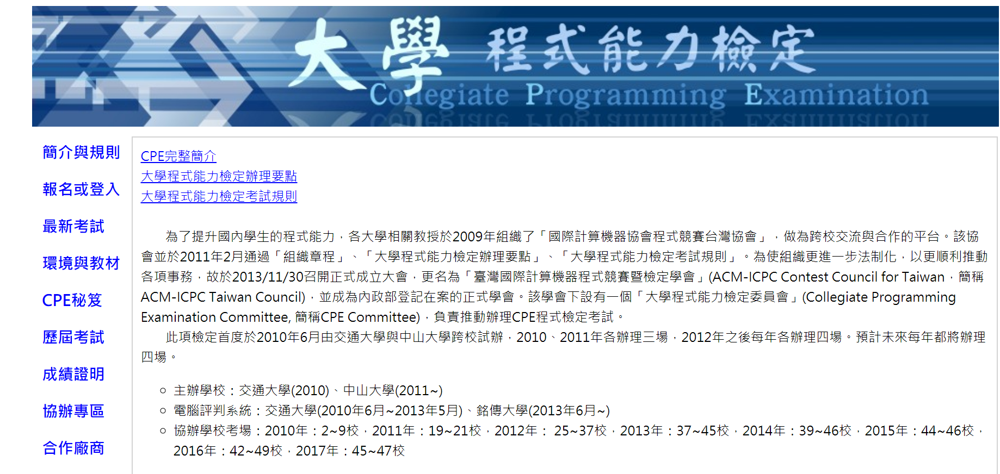 大學 程式能力檢定
Collegiate Programming Examination
簡介與規則
報名或登入
最新考試
環境與教材
CPE秘笈
歷屆考試
成績證明
協辦專區
合作廠商
CPE完整簡介
大學程式能力檢定辦理要點
大學程式能力檢定考試規則
為了提升國內學生的程式能力，各大學相關教授於2009年組織了「國際計算機器協會程式競賽台灣協會」，做為跨校交流與合作的平台。該協
會並於2011年2月通過「組織章程」、「大學程式能力檢定辦理要點」、「大學程式能力檢定考試規則」。為使組織更進一步法制化，以更順利推動
各項事務，故於2013/11/30召開正式成立大會，更名為「臺灣國際計算機器程式競賽暨檢定學會」(ACM-ICPC Contest Council for Taiwan，簡稱
ACM-ICPC Taiwan Council)，並成為內政部登記在案的正式學會。該學會下設有一個「大學程式能力檢定委員會」(Collegiate Programming
Examination Committee, 簡稱CPE Committee)，負責推動辦理CPE程式檢定考試。
此項檢定首度於2010年6月由交通大學與中山大學跨校試辦，2010、2011年各辦理三場，2012年之後每年各辦理四場。預計未來每年都將辦理
四場。
主辦學校：交通大學(2010)、中山大學(2011~)
電腦評判系統：交通大學(2010年6月~2013年5月)、銘傳大學(2013年6月~)
協辦學校考場：2010年：2~9校，2011年：19~21校，2012年： 25~37校，2013年：37~45校，2014年：39~46校，2015年：44~46校，
2016年：42~49校，2017年：45~47校